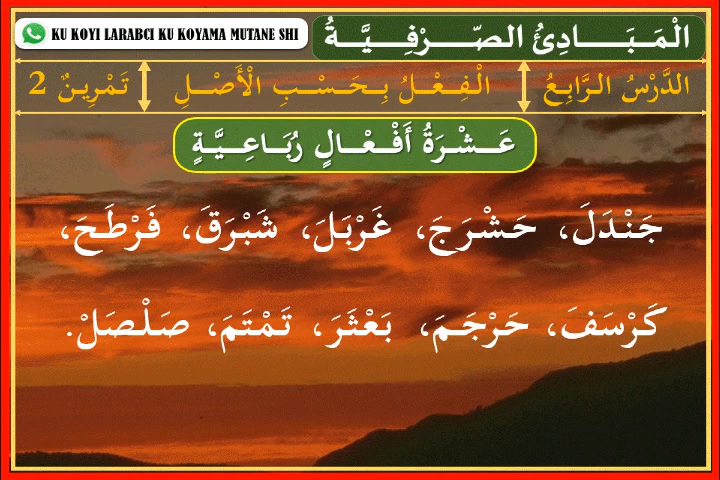 الْمَبَادِئُ الصَّرْفِيَّةُ
KU KOYI LARABCI KU KOYAMA MUTANE SHI
الدَّرْسُ الرَّابِعُ الْفِعْلُ بِحَسْبِ الْأَصْلِ تَمْرِينٌ 2
عَشْرَةُ أَفْعَالٍ رُبَاعِيَّةٍ
جَنْدَلَ، حَشْرَجَ، غَرْبَلَ، شَبْرَقَ، فَرْطَحَ،
كَرْسَفَ، حَرْجَمَ، بَعْثَرَ، تَمْتَمَ، صَلْصَلْ.